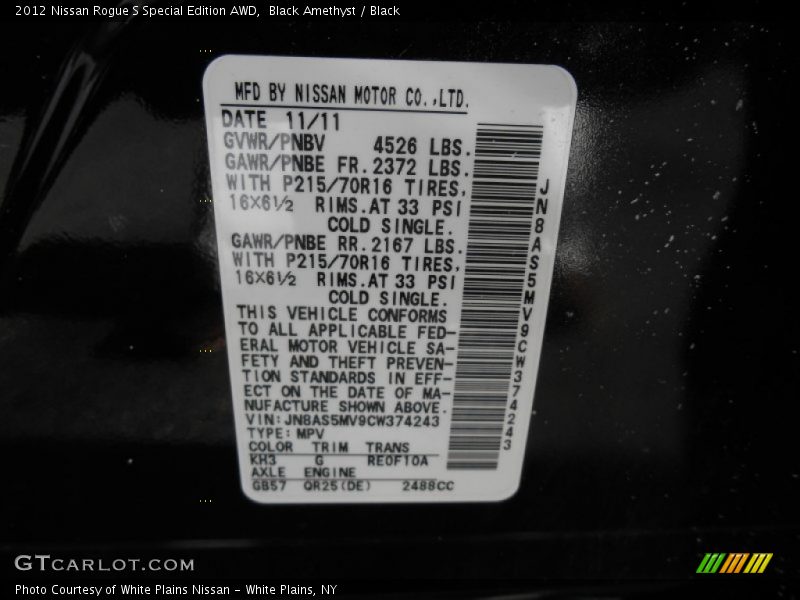 2012 Nissan Rogue S Special Edition AWD,  Black Amethyst / Black
MFD BY NISSAN MOTOR CO.,LTD.
DATE 11/11
GVWR/PNBV 4526 LBS.
GAWR/PNBE FR. 2372 LBS.
WITH P215/70R16 TIRES,
16X6½ RIMS. AT 33 PSI
COLD SINGLE.
GAWR/PNBE RR. 2167 LBS.
WITH P215/70R16 TIRES,
16X6½ RIMS. AT 33 PSI
COLD SINGLE.
THIS VEHICLE CONFORMS
TO ALL APPLICABLE FED-
ERAL MOTOR VEHICLE SA-
FETY AND THEFT PREVEN-
TION STANDARDS IN EFF-
ECT ON THE DATE OF MA-
NUFACTURE SHOWN ABOVE.
VIN: JN8AS5MV9CW374243
TYPE: MPV
COLOR TRIM TRANS
KH3 G RE0F10A
AXLE ENGINE
GB57 QR25(DE) 2488CC
JN8AS5MV9CW374243
GTCARLOT.COM
Photo Courtesy of White Plains Nissan - White Plains, NY